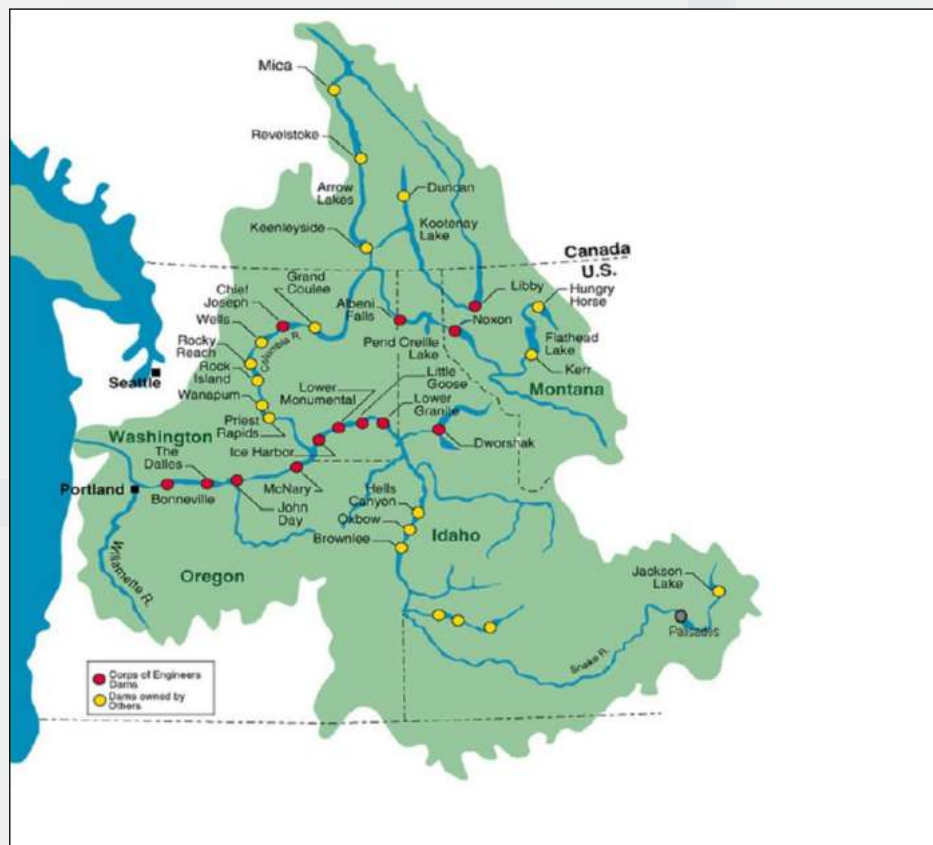 Mica
Revelstoke
Arrow
Lakes
Duncan
Kootenay
Lake
Keenleyside
Canada
U.S.
Grand
Coulee
Chief
Joseph
Albeni
Falls
Libby
Hungry
Horse
Wells
Noxon
Columbia R.
Pend Oreille
Lake
Flathead
Lake
Rocky
Reach
Rock
Island
Kerr
Seattle
Little
Goose
Lower
Monumental
Montana
Wanapum
Lower
Granite
Priest
Rapids
Washington
Ice Harbor
Dworshak
The
Dalles
Portland
Bonneville
McNary
John
Day
Hells
Canyon
Oxbow
Brownlee
Idaho
Willamette R.
Oregon
Jackson
Lake
Palisades
Snake R.
Corps of Engineers
Dams
Dams owned by
Others